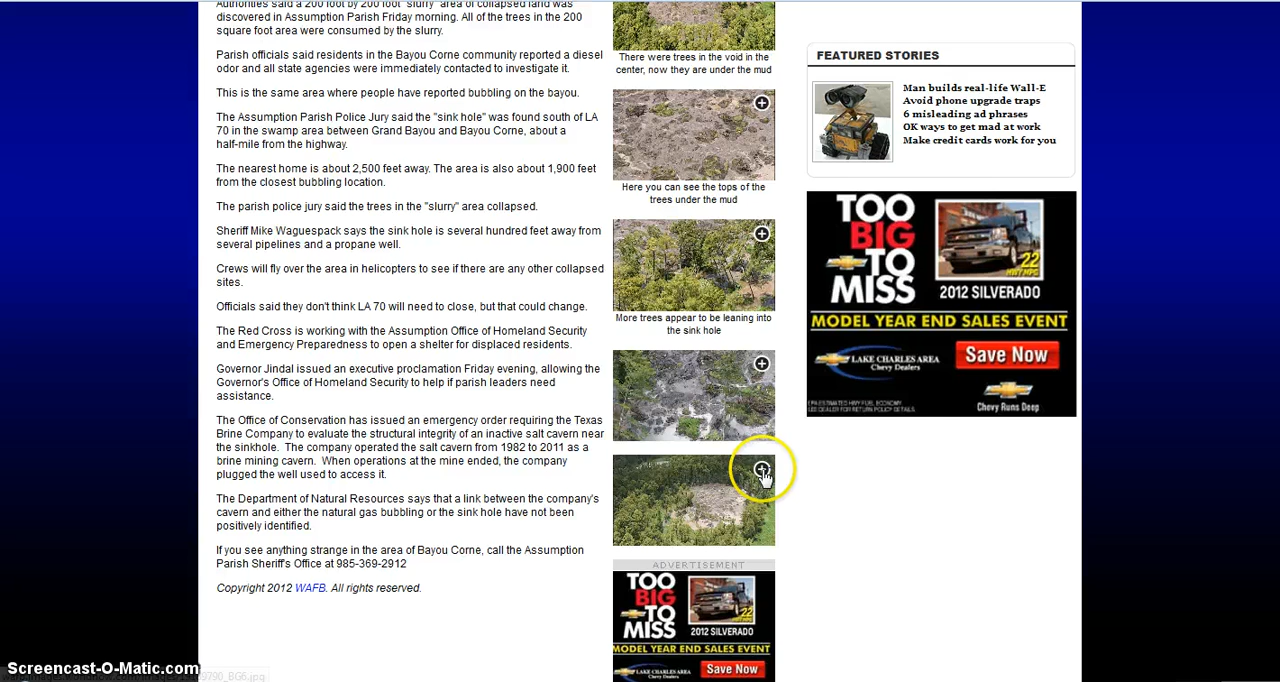 Authorities said a 200 foot by 200 foot "slurry" area of collapsed land was
discovered in Assumption Parish Friday morning. All of the trees in the 200
square foot area were consumed by the slurry.
Parish officials said residents in the Bayou Corne community reported a diesel
odor and all state agencies were immediately contacted to investigate it.
This is the same area where people have reported bubbling on the bayou.
The Assumption Parish Police Jury said the "sink hole" was found south of LA
70 in the swamp area between Grand Bayou and Bayou Corne, about a
half-mile from the highway.
The nearest home is about 2,500 feet away. The area is also about 1,900 feet
from the closest bubbling location.
The parish police jury said the trees in the "slurry" area collapsed.
Sheriff Mike Waguespack says the sink hole is several hundred feet away from
several pipelines and a propane well.
Crews will fly over the area in helicopters to see if there are any other collapsed
sites.
Officials said they don't think LA 70 will need to close, but that could change.
The Red Cross is working with the Assumption Office of Homeland Security
and Emergency Preparedness to open a shelter for displaced residents.
Governor Jindal issued an executive proclamation Friday evening, allowing the
Governor's Office of Homeland Security to help if parish leaders need
assistance.
The Office of Conservation has issued an emergency order requiring the Texas
Brine Company to evaluate the structural integrity of an inactive salt cavern near
the sinkhole. The company operated the salt cavern from 1982 to 2011 as a
brine mining cavern. When operations at the mine ended, the company
plugged the well used to access it.
The Department of Natural Resources says that a link between the company's
cavern and either the natural gas bubbling or the sink hole have not been
positively identified.
If you see anything strange in the area of Bayou Corne, call the Assumption
Parish Sheriff's Office at 985-369-2912
Copyright 2012 WAFB. All rights reserved.
There were trees in the void in the
center, now they are under the mud
Here you can see the tops of the
trees under the mud
More trees appear to be leaning into
the sink hole
ADVERTISEMENT
TOO
BIG
TO
MISS
22
2012 SILVERADO
MODEL YEAR END SALES EVENT
LAKE CHARLES AREA
Chevy Dealers
Save Now
FEATURED STORIES
Man builds real-life Wall-E
Avoid phone upgrade traps
6 misleading ad phrases
OK ways to get mad at work
Make credit cards work for you
TOO
BIG
TO
MISS
22
HWY MPG
2012 SILVERADO
MODEL YEAR END SALES EVENT
LAKE CHARLES AREA
Chevy Dealers
Save Now
EPA ESTIMATED HWY FUEL ECONOMY
SEE DEALER FOR RETURN POLICY DETAILS.
Chevy Runs Deep
Screencast-O-Matic.com